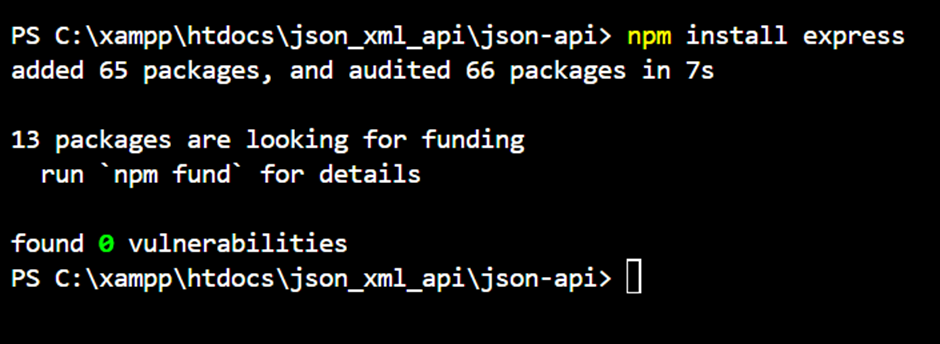 PS C:\xampp\htdocs\json_xml_api\json-api> npm install express
added 65 packages, and audited 66 packages in 7s
13 packages are looking for funding
run `npm fund` for details
found 0 vulnerabilities
PS C:\xampp\htdocs\json_xml_api\json-api>